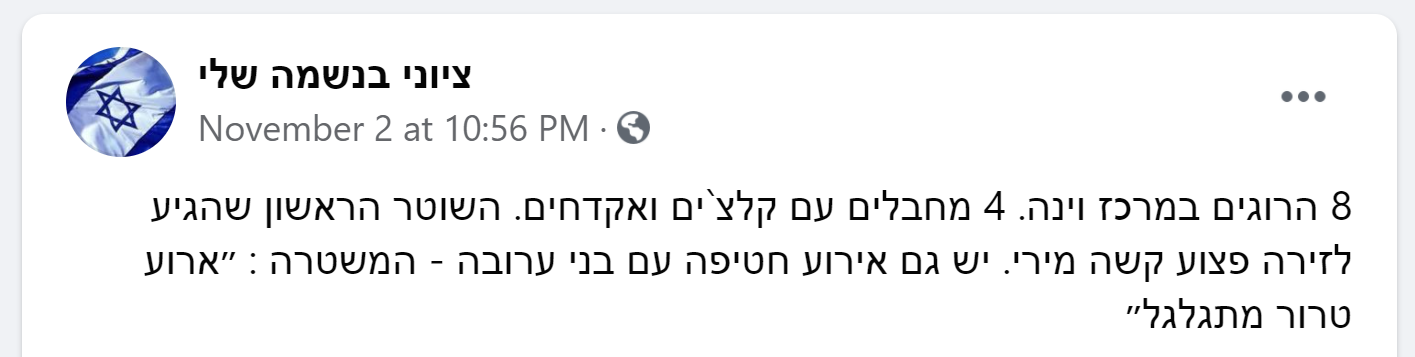 ציוני בנשמה שלי
November 2 at 10:56 PM ·
8 הרוגים במרכז וינה. 4 מחבלים עם קלצ`ים ואקדחים. השוטר הראשון שהגיע
לזירה פצוע קשה מירי. יש גם אירוע חטיפה עם בני ערובה - המשטרה : ״ארוע
טרור מתגלגל״